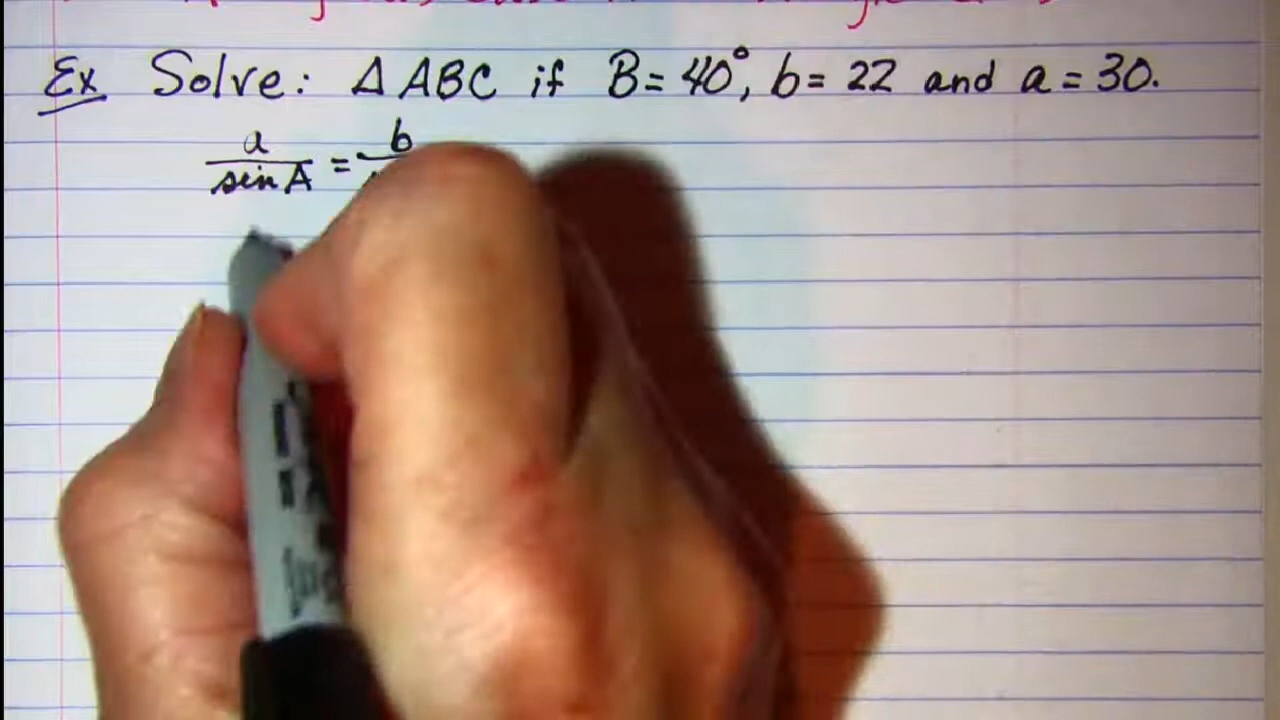 Ex Solve: △ABC if B = 40°, b = 22 and a = 30.
a/sin A = b/